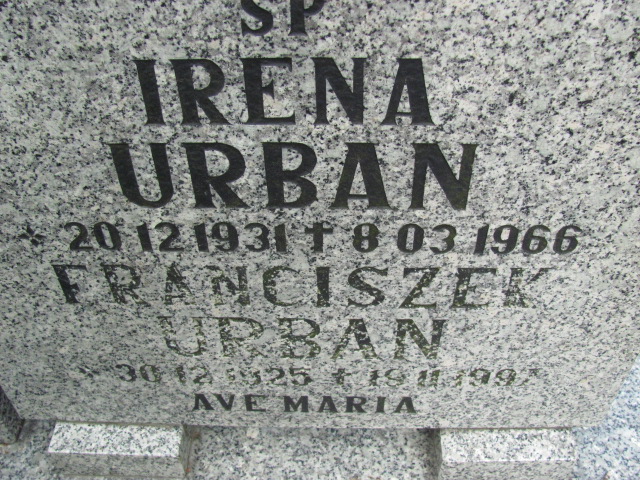 SP
IRENA
URBAN
* 20 12 1931 + 8 03 1966
FRANCISZEK
URBAN
* 30 12 1925 + 19 11
AVE MARIA